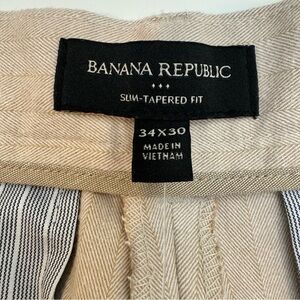 BANANA REPUBLIC
SLIM-TAPERED FIT
34X30
MADE IN
VIETNAM